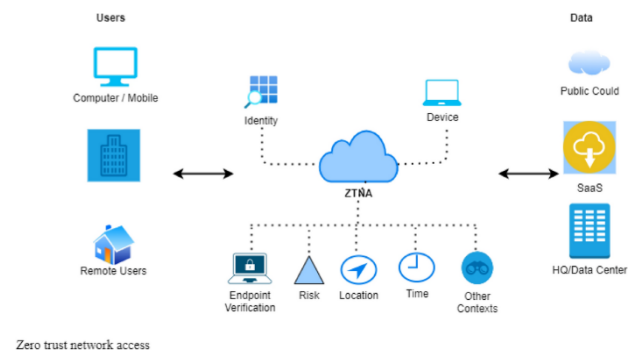 Users
Data
Computer / Mobile
Identity
Device
Public Could
ZTNA
SaaS
Remote Users
Endpoint
Verification
Risk
Location
Time
Other
Contexts
HQ/Data Center
Zero trust network access